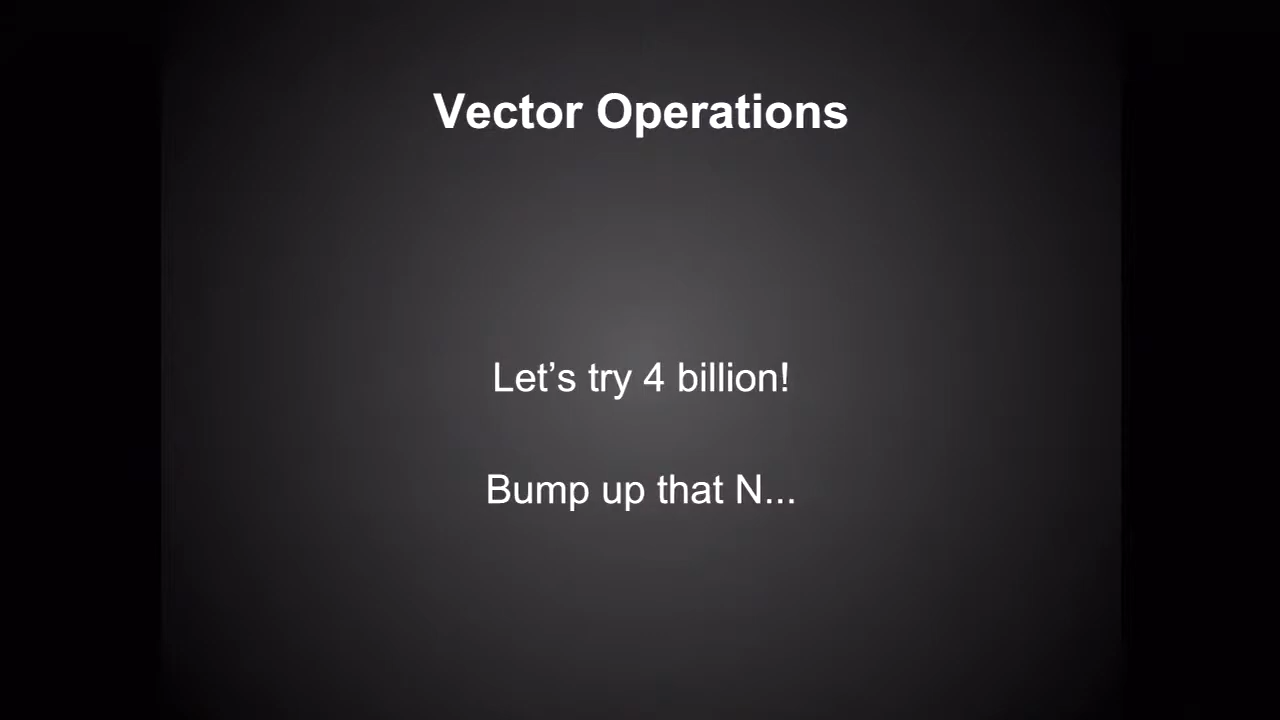 Vector Operations
Let’s try 4 billion!
Bump up that N...